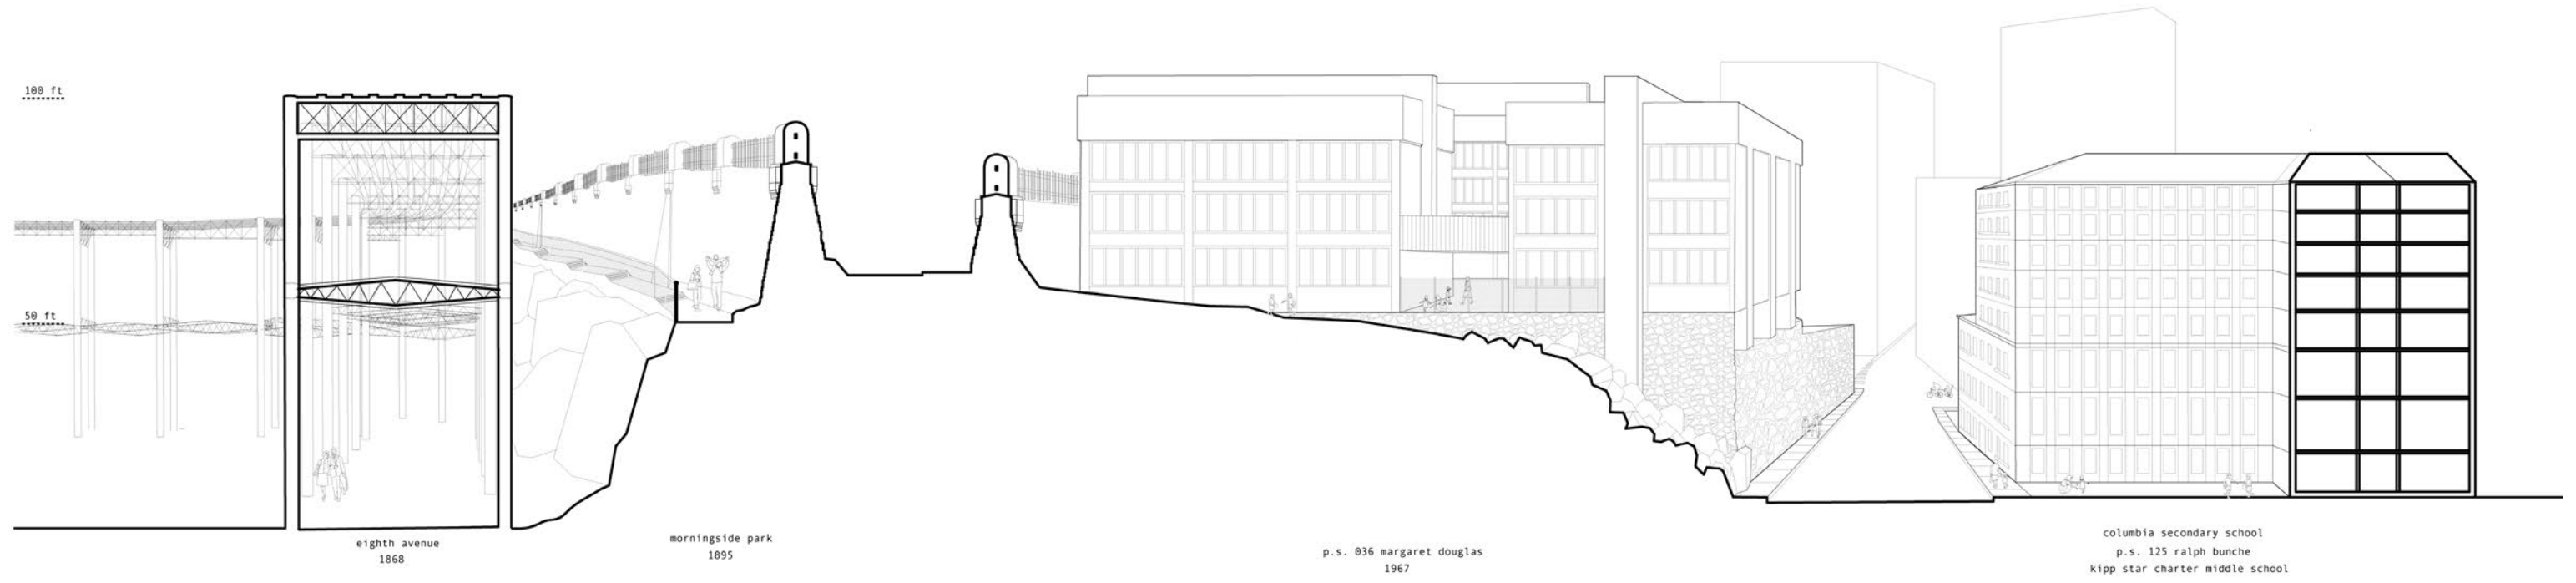 100 ft
50 ft
eighth avenue
1868
morningside park
1895
p.s. 036 margaret douglas
1967
columbia secondary school
p.s. 125 ralph bunche
kipp star charter middle school